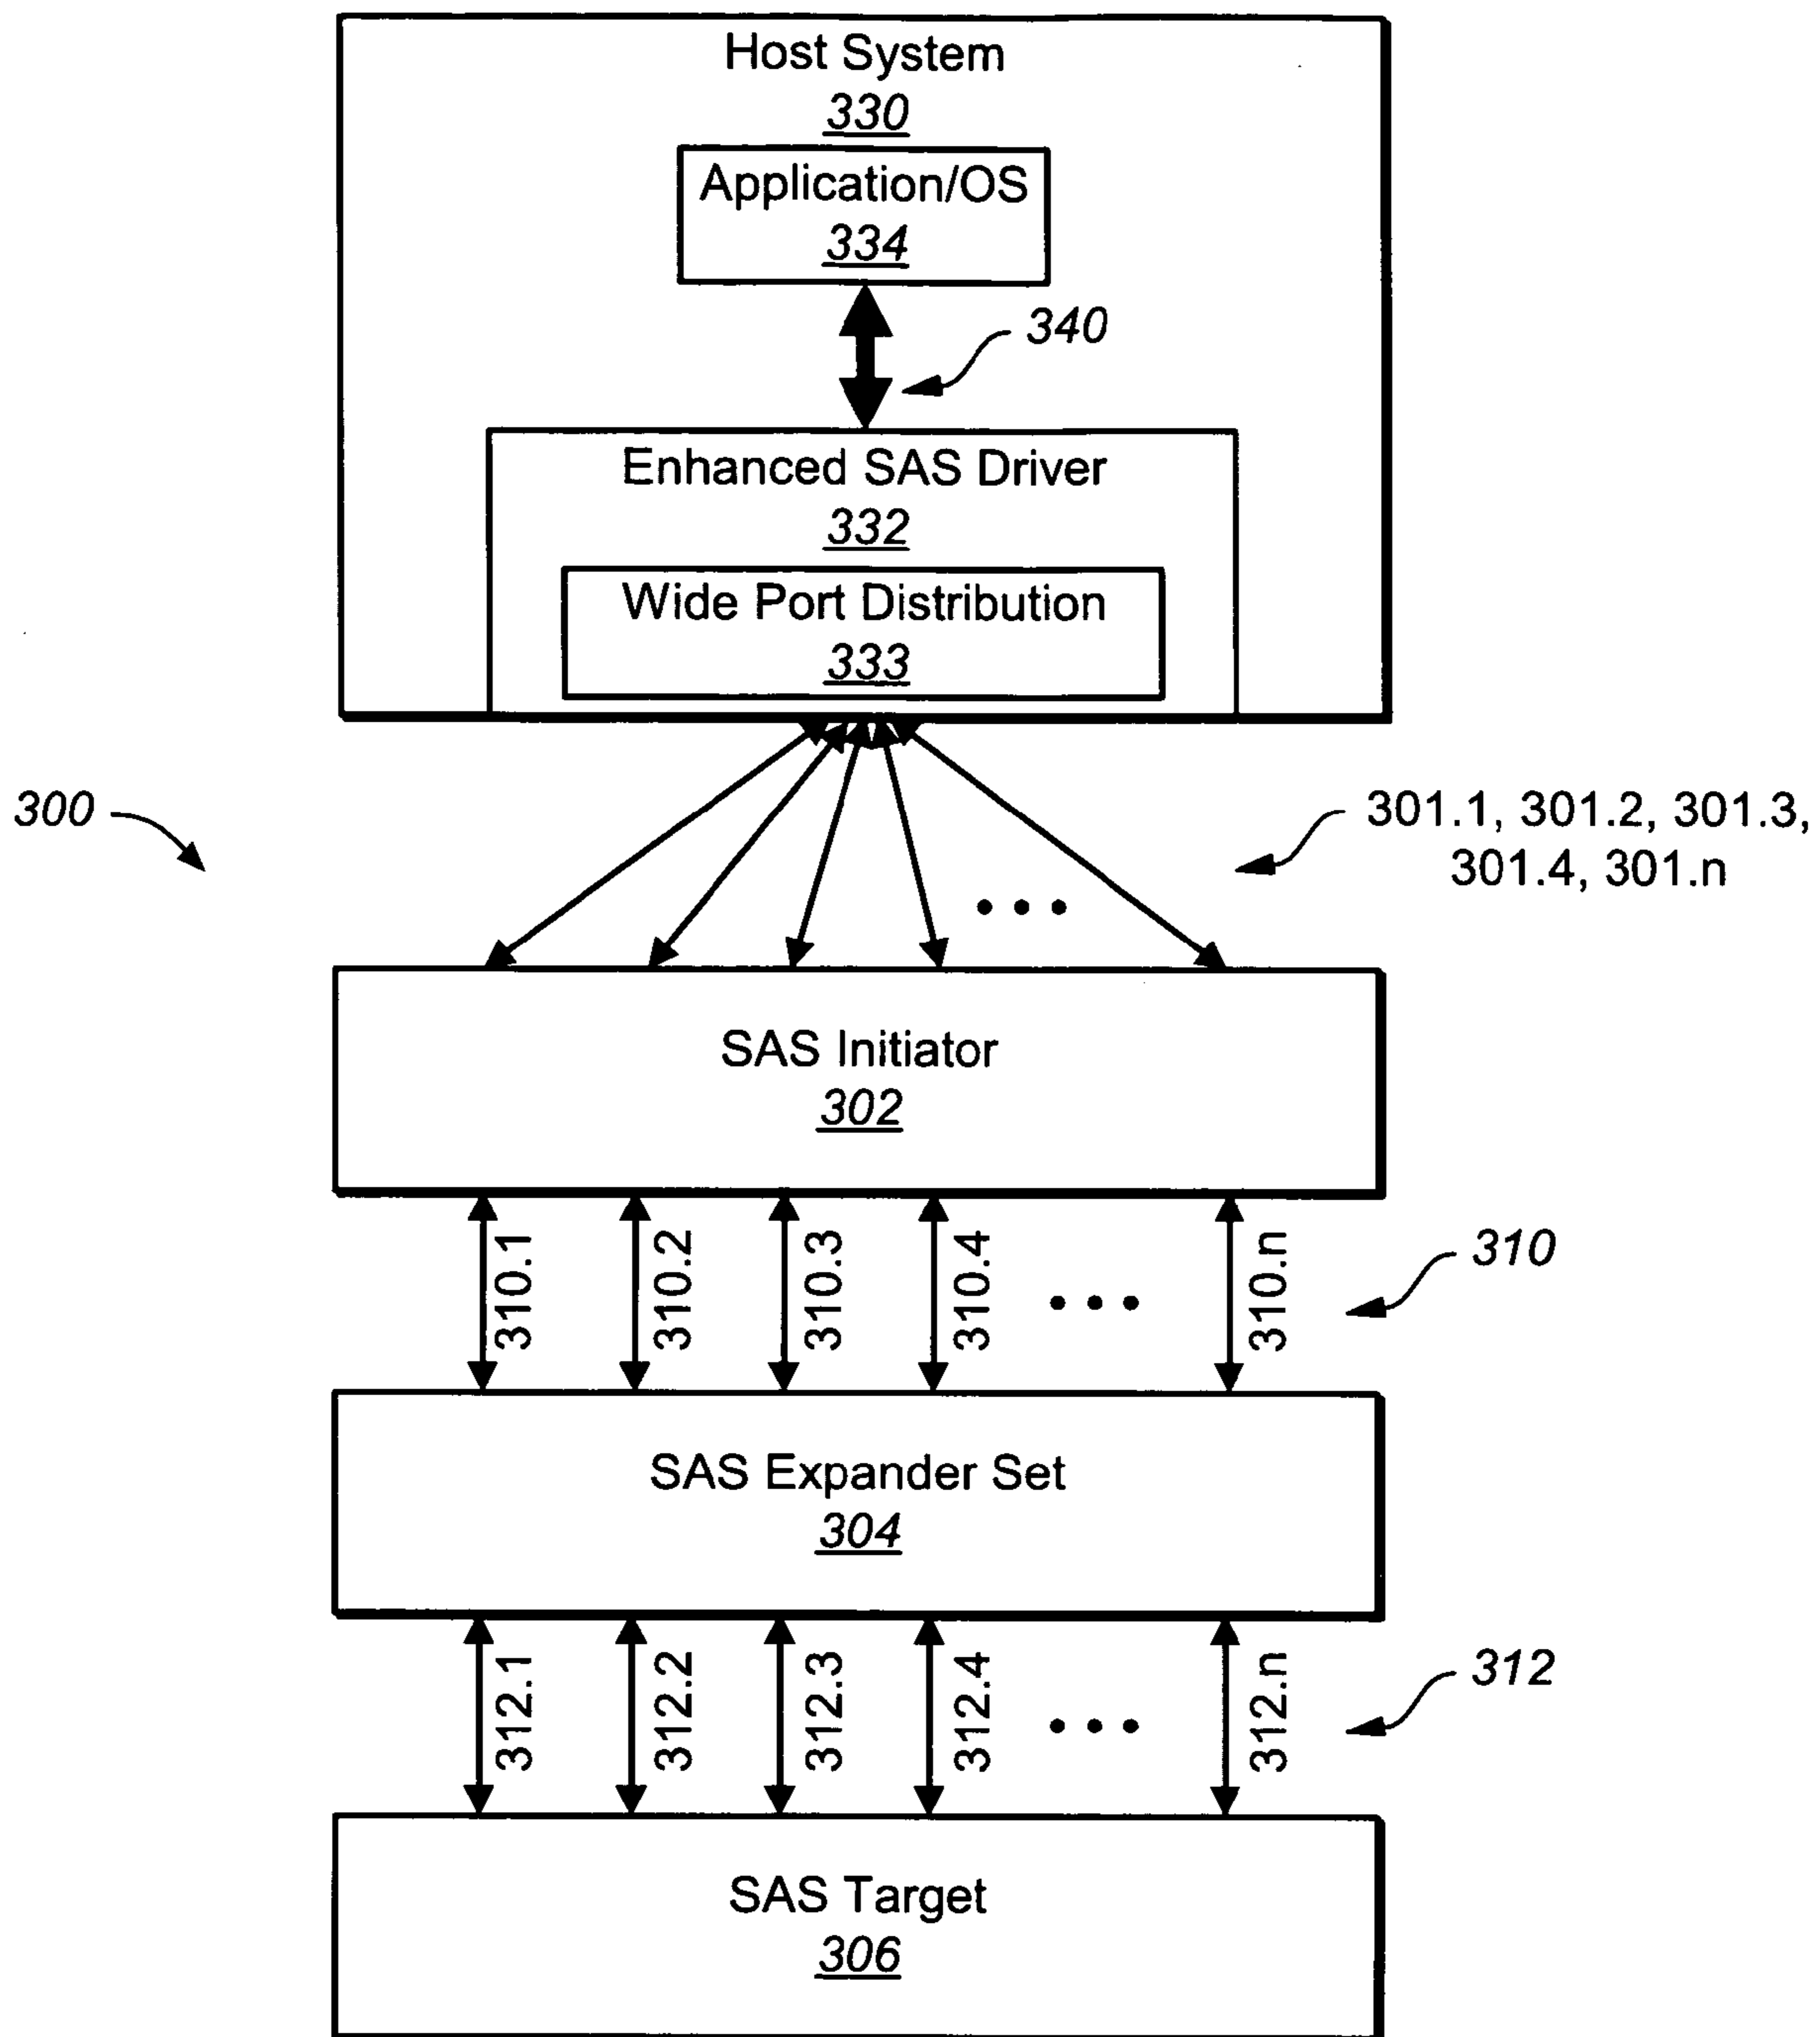 Host System
330
Application/OS
334
340
Enhanced SAS Driver
332
Wide Port Distribution
333
300
301.1, 301.2, 301.3,
301.4, 301.n
SAS Initiator
302
310.1
310.2
310.3
310.4
310.n
310
SAS Expander Set
304
312.1
312.2
312.3
312.4
312.n
312
SAS Target
306